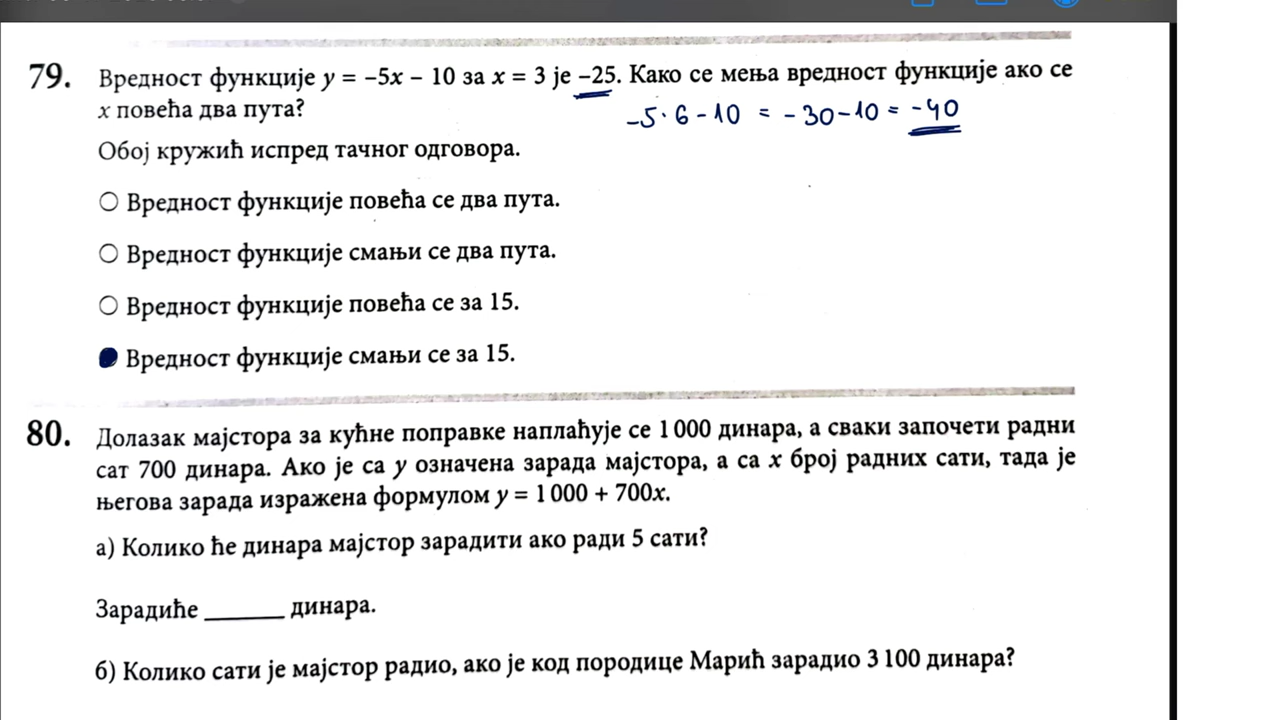 79. Вредност функције y = –5x – 10 за x = 3 је –25. Како се мења вредност функције ако се
x повећа два пута?
-5·6-10 = -30-10 = -40
Обој кружић испред тачног одговора.
Вредност функције повећа се два пута.
Вредност функције смањи се два пута.
Вредност функције повећа се за 15.
Вредност функције смањи се за 15.
80. Долазак мајстора за кућне поправке наплаћује се 1 000 динара, а сваки започети радни
сат 700 динара. Ако је са y означена зарада мајстора, а са x број радних сати, тада је
његова зарада изражена формулом y = 1 000 + 700x.
а) Колико ће динара мајстор зарадити ако ради 5 сати?
Зарадиће ______ динара.
б) Колико сати је мајстор радио, ако је код породице Марић зарадио 3 100 динара?